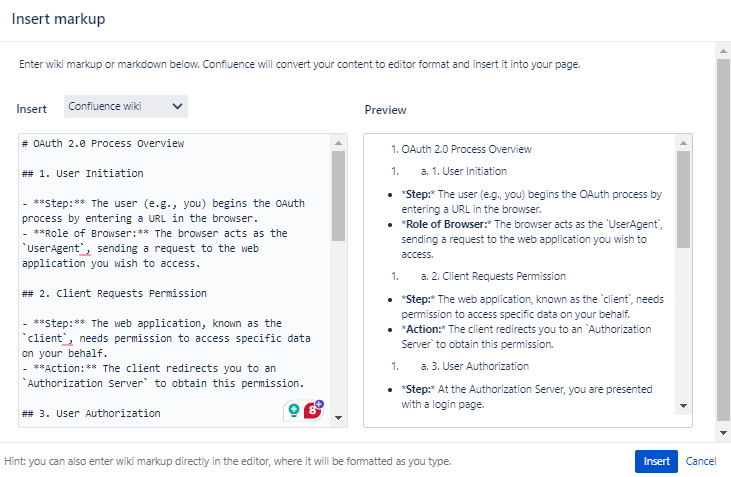 Insert markup
Enter wiki markup or markdown below. Confluence will convert your content to editor format and insert it into your page.
Insert
Confluence wiki
Preview
# OAuth 2.0 Process Overview
## 1. User Initiation
- **Step:** The user (e.g., you) begins the OAuth
process by entering a URL in the browser.
- **Role of Browser:** The browser acts as the
`UserAgent`, sending a request to the web
application you wish to access.
## 2. Client Requests Permission
- **Step:** The web application, known as the
`client`, needs permission to access specific data
on your behalf.
- **Action:** The client redirects you to an
`Authorization Server` to obtain this permission.
## 3. User Authorization
8+
1. OAuth 2.0 Process Overview
1. a. 1. User Initiation
• *Step:* The user (e.g., you) begins the OAuth process by
entering a URL in the browser.
• *Role of Browser:* The browser acts as the `UserAgent`,
sending a request to the web application you wish to
access.
1. a. 2. Client Requests Permission
• *Step:* The web application, known as the `client`, needs
permission to access specific data on your behalf.
• *Action:* The client redirects you to an `Authorization
Server` to obtain this permission.
1. a. 3. User Authorization
• *Step:* At the Authorization Server, you are presented
with a login page.
Hint: you can also enter wiki markup directly in the editor, where it will be formatted as you type.
Insert
Cancel